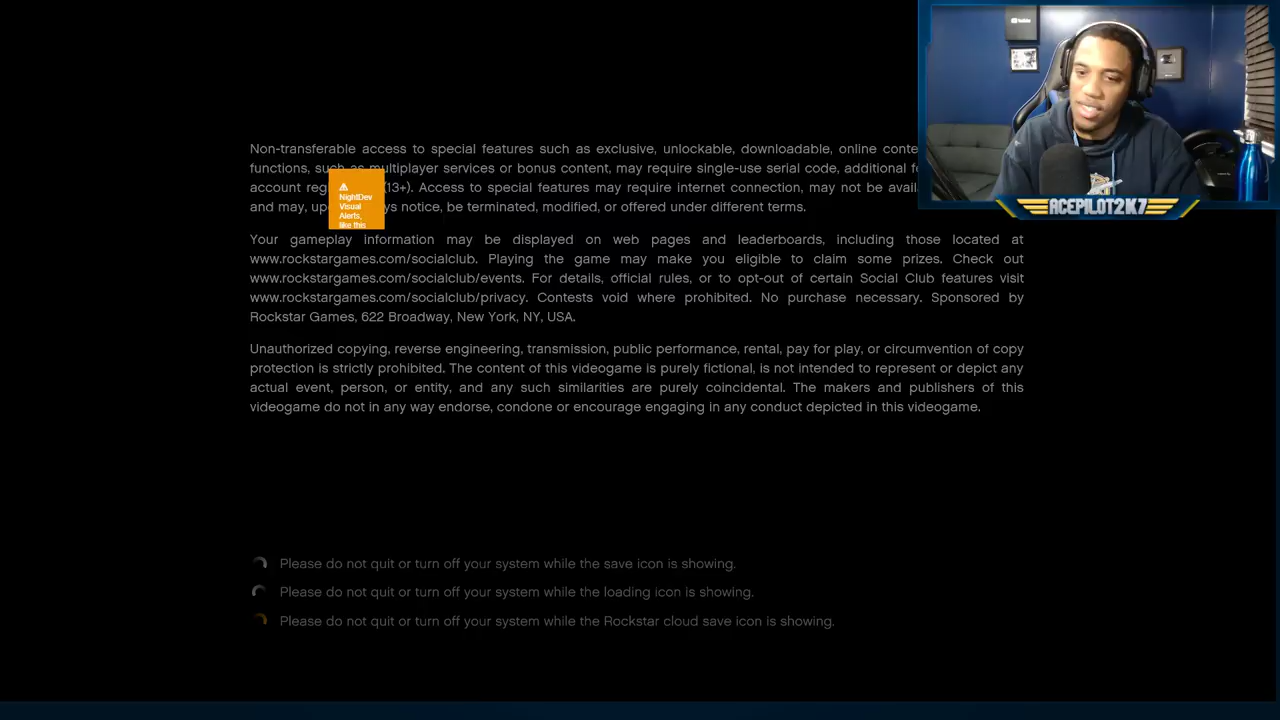 Non-transferable access to special features such as exclusive, unlockable, downloadable, online
functions, such as multiplayer services or bonus content, may require single-use serial code, additional
account (13+). Access to special features may require internet connection, may not be
and may, notice, be terminated, modified, or offered under different terms.
NightDev
Visual
Alerts,
like this
Your gameplay information may be displayed on web pages and leaderboards, including those located at
www.rockstargames.com/socialclub. Playing the game may make you eligible to claim some prizes. Check out
www.rockstargames.com/socialclub/events. For details, official rules, or to opt-out of certain Social Club features visit
www.rockstargames.com/socialclub/privacy. Contests void where prohibited. No purchase necessary. Sponsored by
Rockstar Games, 622 Broadway, New York, NY, USA.
Unauthorized copying, reverse engineering, transmission, public performance, rental, pay for play, or circumvention of copy
protection is strictly prohibited. The content of this videogame is purely fictional, is not intended to represent or depict any
actual event, person, or entity, and any such similarities are purely coincidental. The makers and publishers of this
videogame do not in any way endorse, condone or encourage engaging in any conduct depicted in this videogame.
Please do not quit or turn off your system while the save icon is showing.
Please do not quit or turn off your system while the loading icon is showing.
Please do not quit or turn off your system while the Rockstar cloud save icon is showing.
ACEPILOT2K7